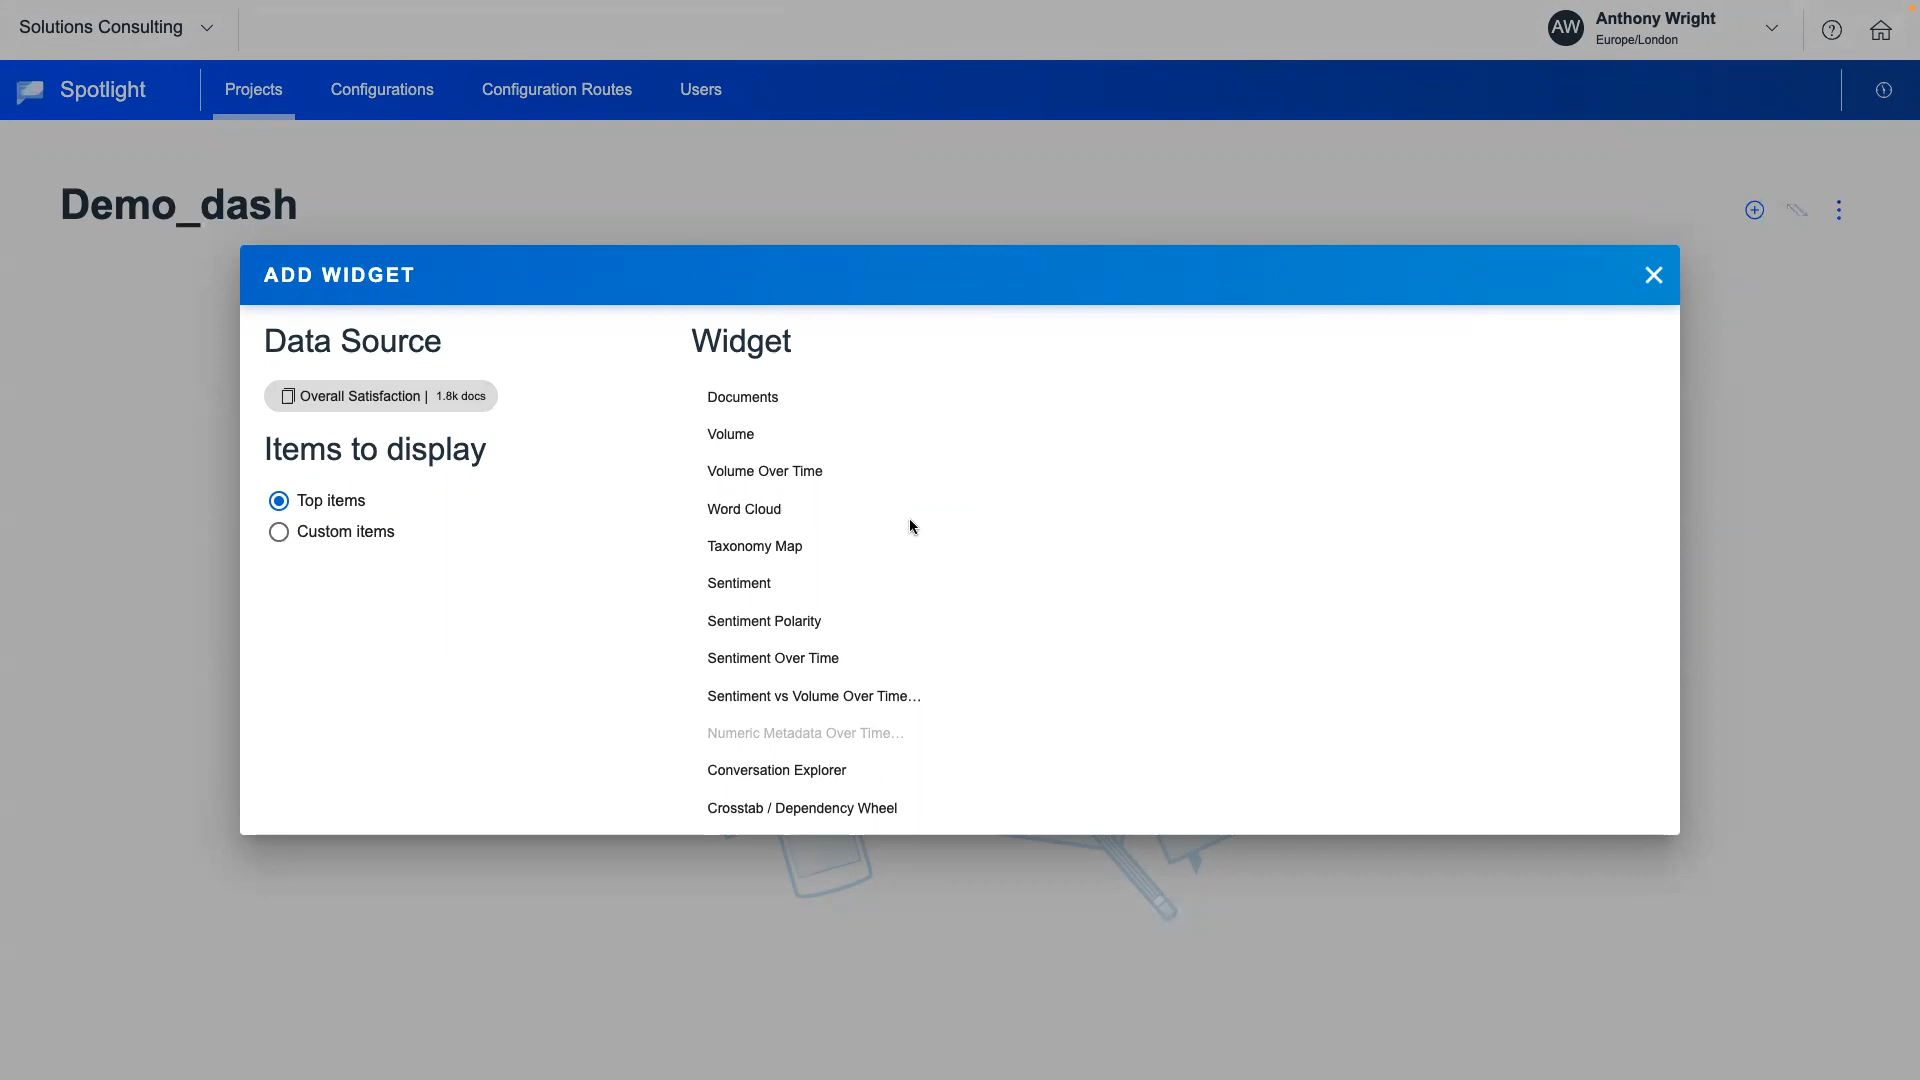 Solutions Consulting
AW
Anthony Wright
Europe/London
Spotlight
Projects
Configurations
Configuration Routes
Users
Demo_dash
ADD WIDGET
Data Source
Overall Satisfaction | 1.8k docs
Items to display
Top items
Custom items
Widget
Documents
Volume
Volume Over Time
Word Cloud
Taxonomy Map
Sentiment
Sentiment Polarity
Sentiment Over Time
Sentiment vs Volume Over Time...
Numeric Metadata Over Time...
Conversation Explorer
Crosstab / Dependency Wheel